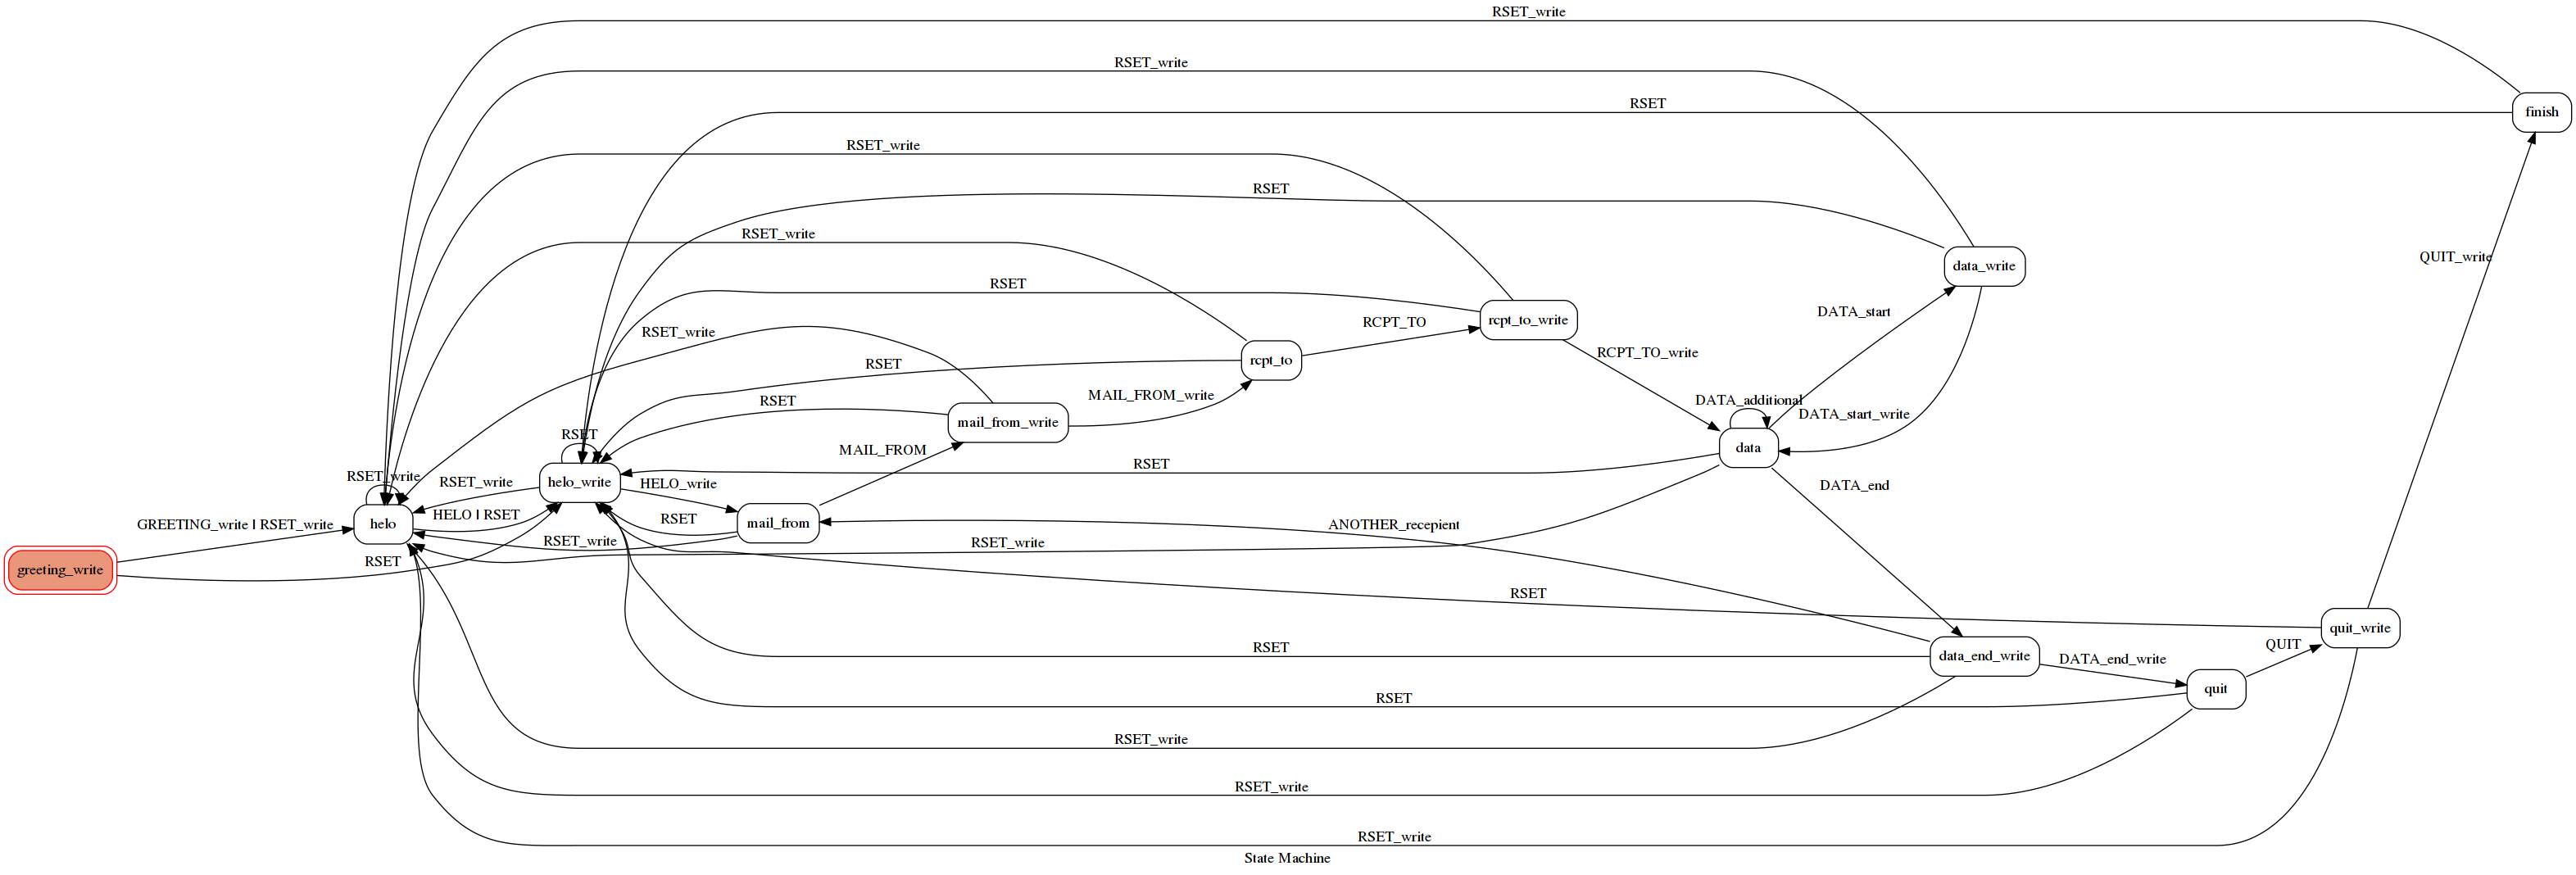 RSET_write
RSET_write
RSET
finish
RSET_write
RSET
RSET_write
QUIT_write
data_write
RSET
DATA_start
rcpt_to_write
RCPT_TO
RSET_write
RCPT_TO_write
rcpt_to
RSET
MAIL_FROM_write
DATA_additional
RSET
DATA_start_write
mail_from_write
RSET
data
MAIL_FROM
RSET
RSET_write
RSET_write
helo_write
HELO_write
DATA_end
HELO | RSET
RSET
GREETING_write | RSET_write
helo
mail_from
ANOTHER_recepient
RSET_write
RSET_write
RSET
greeting_write
RSET
quit_write
QUIT
RSET
data_end_write
DATA_end_write
quit
RSET
RSET_write
RSET_write
RSET_write
State Machine